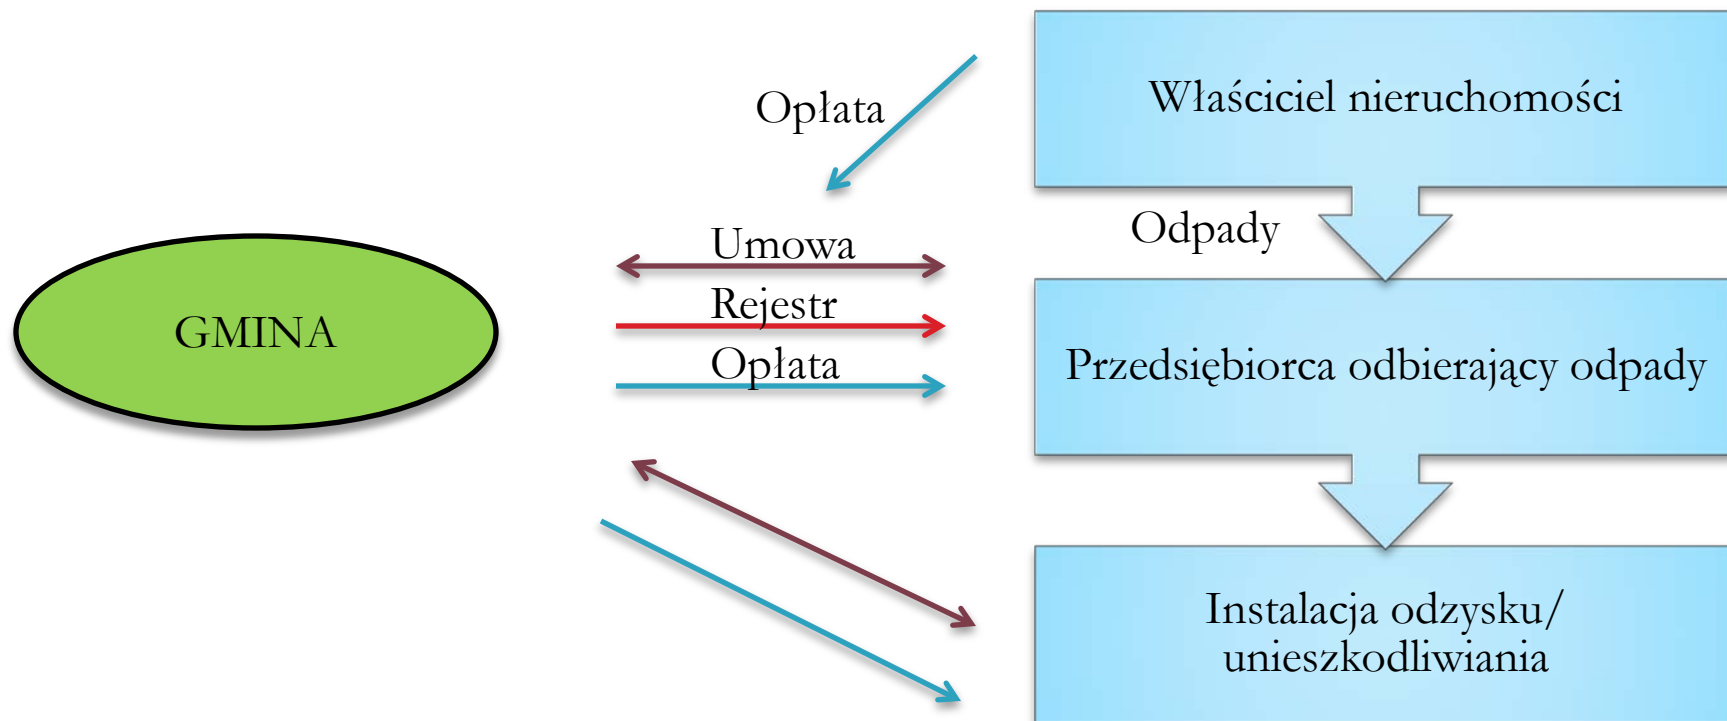 Właściciel nieruchomości
Opłata
Odpady
Umowa
Rejestr
Opłata
GMINA
Przedsiębiorca odbierający odpady
Instalacja odzysku/
unieszkodliwiania